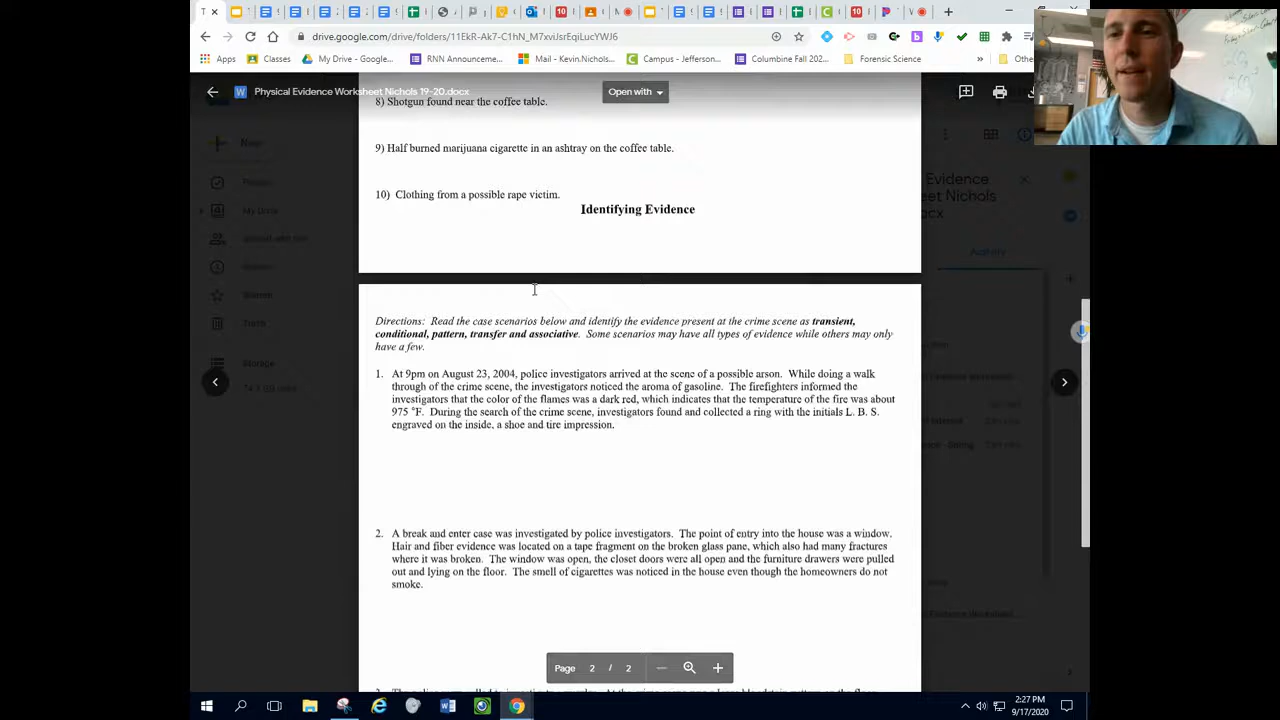 drive.google.com/drive/folders/11EkR-Ak7-C1hN_M7xviJsrEqiLucYWJ6
Apps
Classes
My Drive - Google...
RNN Announceme...
Mail - Kevin.Nichols...
Campus - Jefferson...
Columbine Fall 202...
Forensic Science
Physical Evidence Worksheet Nichols 19-20.docx
Open with
8) Shotgun found near the coffee table.
9) Half burned marijuana cigarette in an ashtray on the coffee table.
10) Clothing from a possible rape victim.
Identifying Evidence
Directions: Read the case scenarios below and identify the evidence present at the crime scene as transient,
conditional, pattern, transfer and associative. Some scenarios may have all types of evidence while others may only
have a few.
1. At 9pm on August 23, 2004, police investigators arrived at the scene of a possible arson. While doing a walk
through of the crime scene, the investigators noticed the aroma of gasoline. The firefighters informed the
investigators that the color of the flames was a dark red, which indicates that the temperature of the fire was about
975 °F. During the search of the crime scene, investigators found and collected a ring with the initials L. B. S.
engraved on the inside, a shoe and tire impression.
2. A break and enter case was investigated by police investigators. The point of entry into the house was a window.
Hair and fiber evidence was located on a tape fragment on the broken glass pane, which also had many fractures
where it was broken. The window was open, the closet doors were all open and the furniture drawers were pulled
out and lying on the floor. The smell of cigarettes was noticed in the house even though the homeowners do not
smoke.
Page 2 / 2
Storage
2:27 PM
9/17/2020